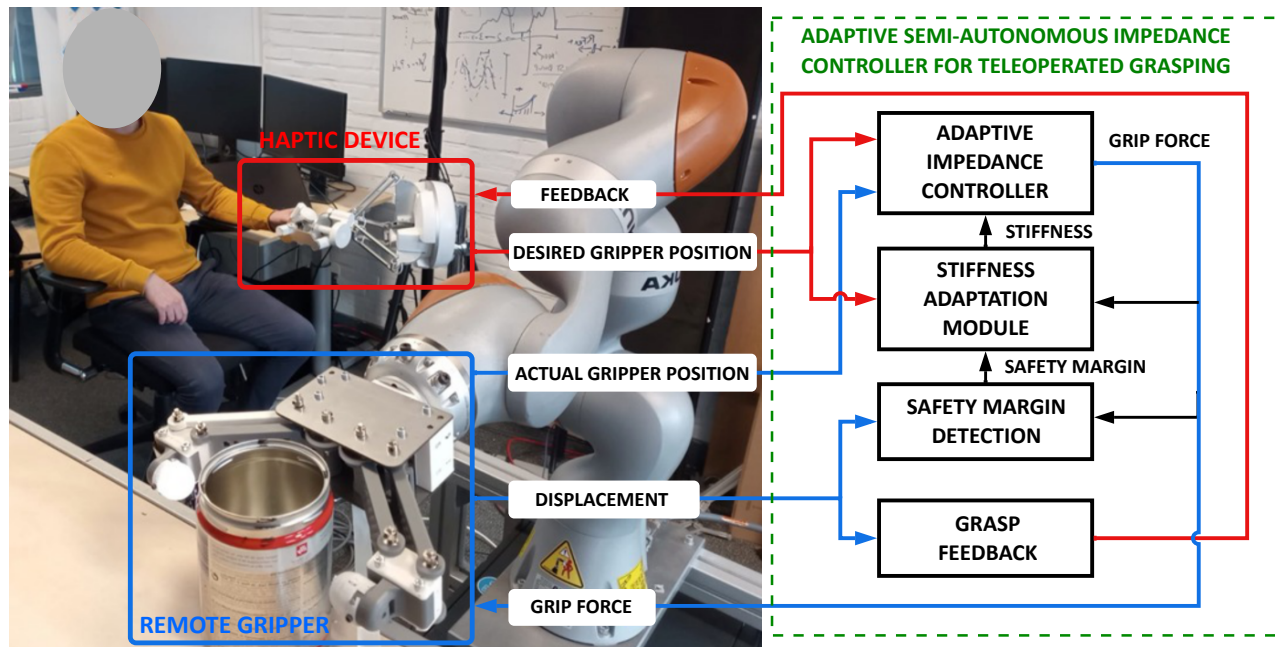 ADAPTIVE SEMI-AUTONOMOUS IMPEDANCE
CONTROLLER FOR TELEOPERATED GRASPING
HAPTIC DEVICE
ADAPTIVE
IMPEDANCE
CONTROLLER
GRIP FORCE
FEEDBACK
STIFFNESS
DESIRED GRIPPER POSITION
STIFFNESS
ADAPTATION
MODULE
KUKA
ACTUAL GRIPPER POSITION
SAFETY MARGIN
SAFETY MARGIN
DETECTION
DISPLACEMENT
GRASP
FEEDBACK
GRIP FORCE
REMOTE GRIPPER